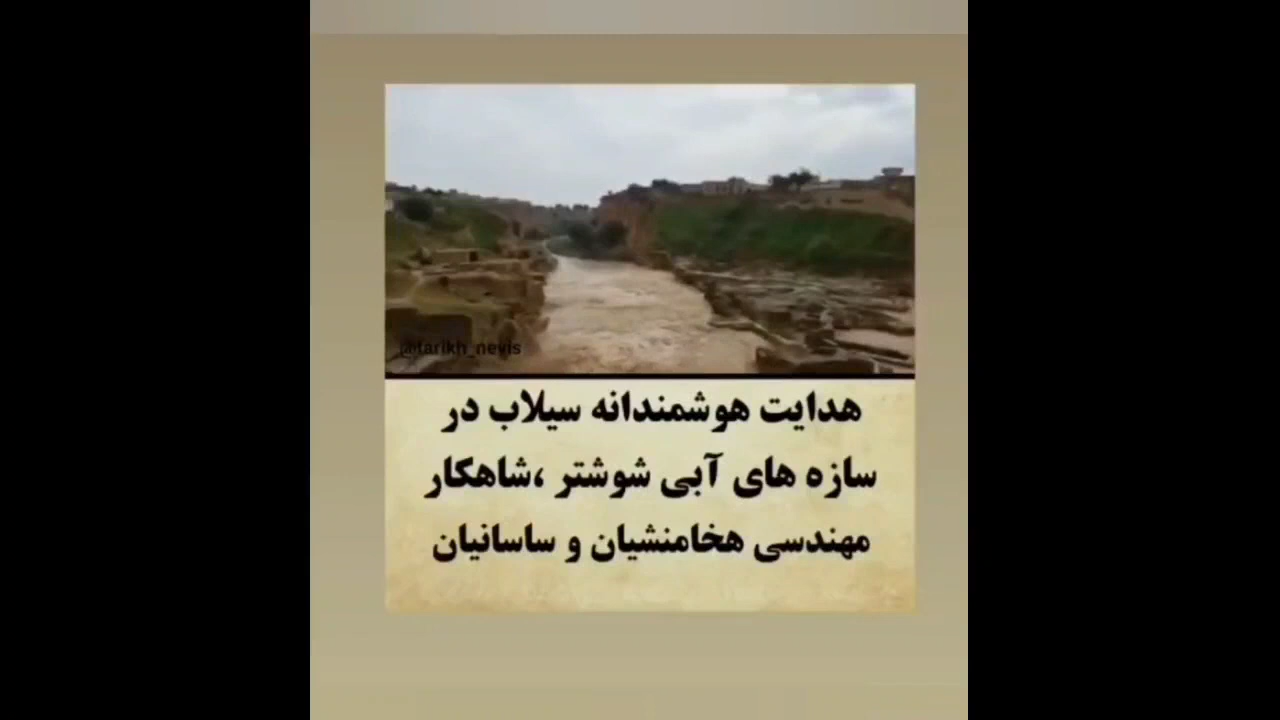 @tarikh_nevis
هدایت هوشمندانه سیلاب در
سازه های آبی شوشتر ،شاهکار
مهندسی هخامنشیان و ساسانیان